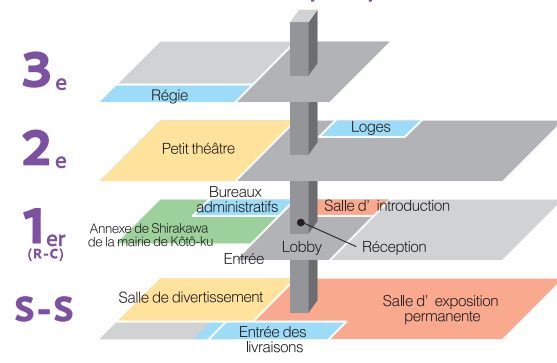 3e
Régie
2e
Petit théâtre
Loges
1er
(R-C)
Bureaux
administratifs
Salle d' introduction
Annexe de Shirakawa
de la mairie de Kôtô-ku
Lobby
Réception
Entrée
S-S
Salle de divertissement
Salle d' exposition
permanente
Entrée des
livraisons